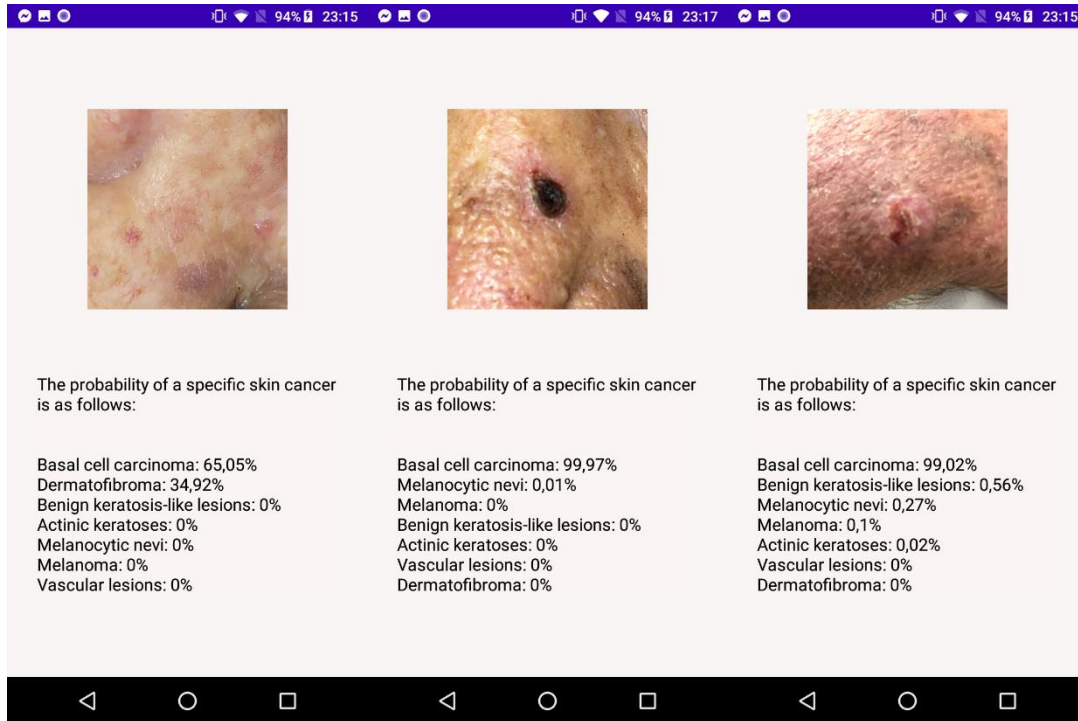 94% 23:15
The probability of a specific skin cancer
is as follows:
Basal cell carcinoma: 65,05%
Dermatofibroma: 34,92%
Benign keratosis-like lesions: 0%
Actinic keratoses: 0%
Melanocytic nevi: 0%
Melanoma: 0%
Vascular lesions: 0%
94% 23:17
The probability of a specific skin cancer
is as follows:
Basal cell carcinoma: 99,97%
Melanocytic nevi: 0,01%
Melanoma: 0%
Benign keratosis-like lesions: 0%
Actinic keratoses: 0%
Vascular lesions: 0%
Dermatofibroma: 0%
94% 23:15
The probability of a specific skin cancer
is as follows:
Basal cell carcinoma: 99,02%
Benign keratosis-like lesions: 0,56%
Melanocytic nevi: 0,27%
Melanoma: 0,1%
Actinic keratoses: 0,02%
Vascular lesions: 0%
Dermatofibroma: 0%